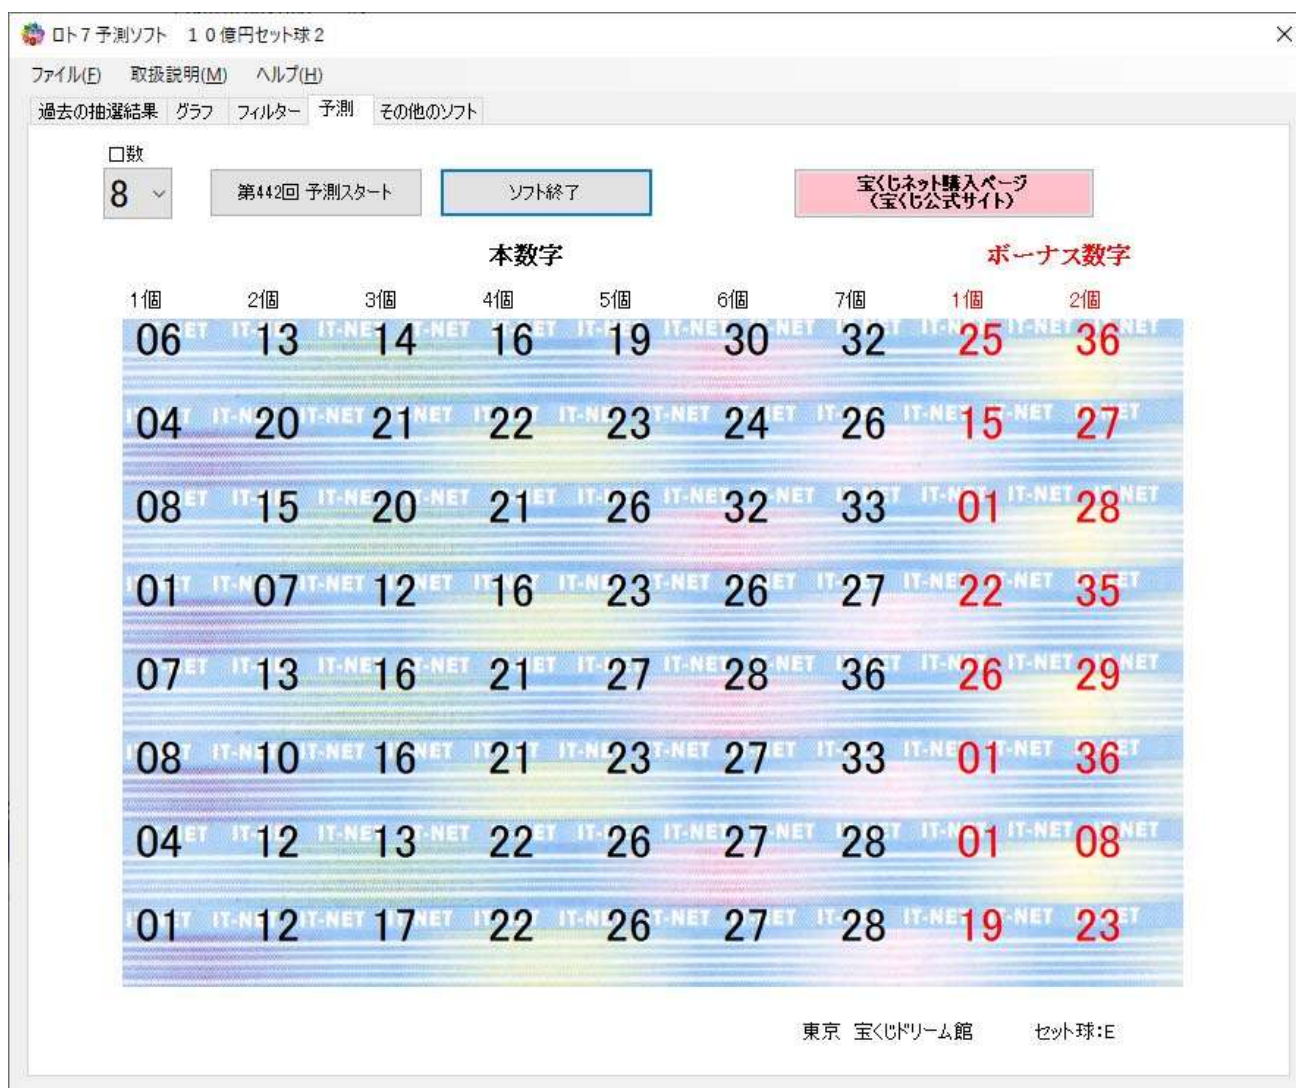 ロト7予測ソフト 10億円セット球2
ファイル(F) 取扱説明(M) ヘルプ(H)
過去の抽選結果 グラフ フィルター 予測 その他のソフト
口数
8 第442回 予測スタート ソフト終了 宝くじネット購入ページ
(宝くじ公式サイト)
本数字 ボーナス数字
1個 2個 3個 4個 5個 6個 7個 1個 2個
06 13 14 16 19 30 32 25 36
04 20 21 22 23 24 26 15 27
08 15 20 21 26 32 33 01 28
01 07 12 16 23 26 27 22 35
07 13 16 21 27 28 36 26 29
08 10 16 21 23 27 33 01 36
04 12 13 22 26 27 28 01 08
01 12 17 22 26 27 28 19 23
東京 宝くじドリーム館 セット球:E